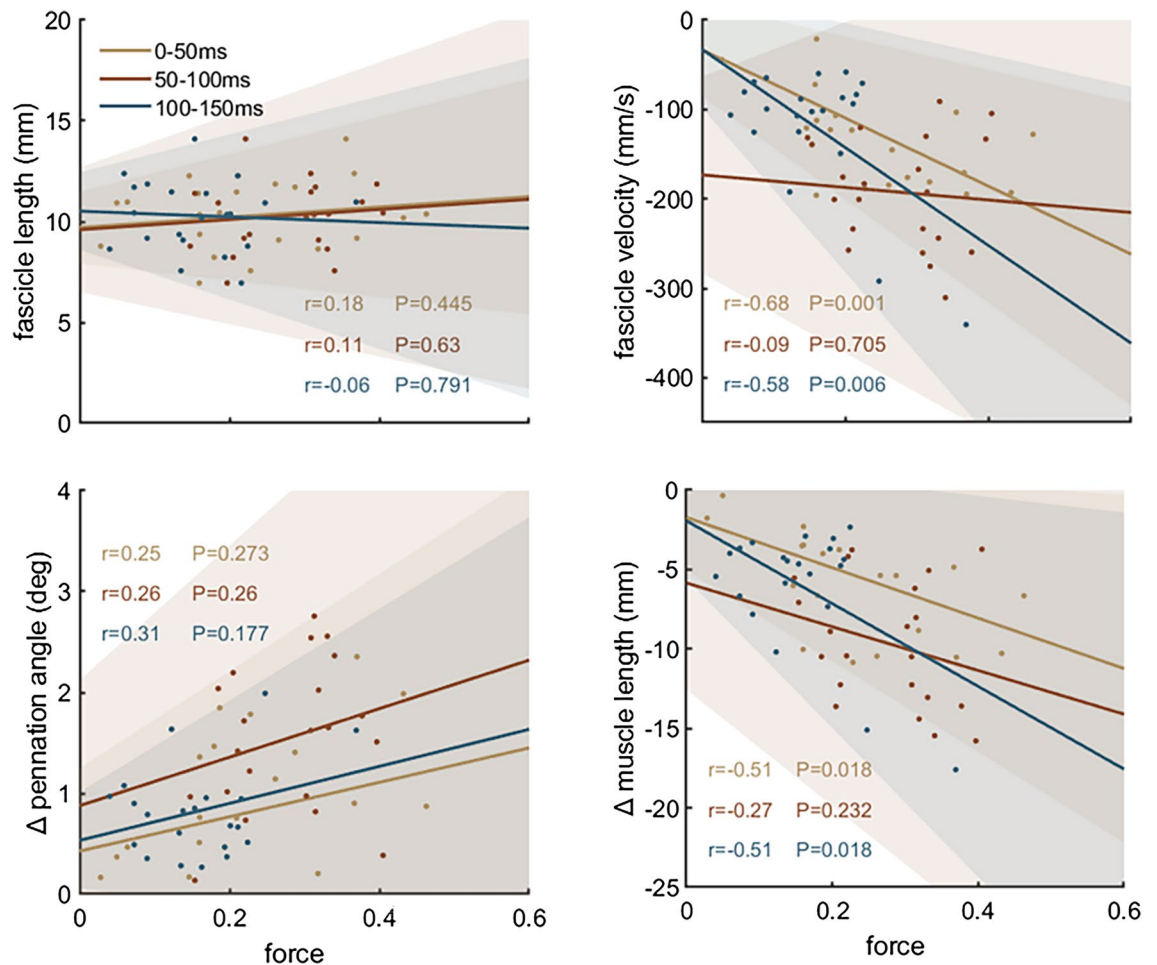 20
15
10
5
0
fascicle length (mm)
0-50ms
50-100ms
100-150ms
r=0.18 P=0.445
r=0.11 P=0.63
r=-0.06 P=0.791
0
-100
-200
-300
-400
fascicle velocity (mm/s)
r=-0.68 P=0.001
r=-0.09 P=0.705
r=-0.58 P=0.006
4
3
2
1
0
Δ pennation angle (deg)
r=0.25 P=0.273
r=0.26 P=0.26
r=0.31 P=0.177
0 0.2 0.4 0.6
force
0
-5
-10
-15
-20
-25
Δ muscle length (mm)
r=-0.51 P=0.018
r=-0.27 P=0.232
r=-0.51 P=0.018
0 0.2 0.4 0.6
force